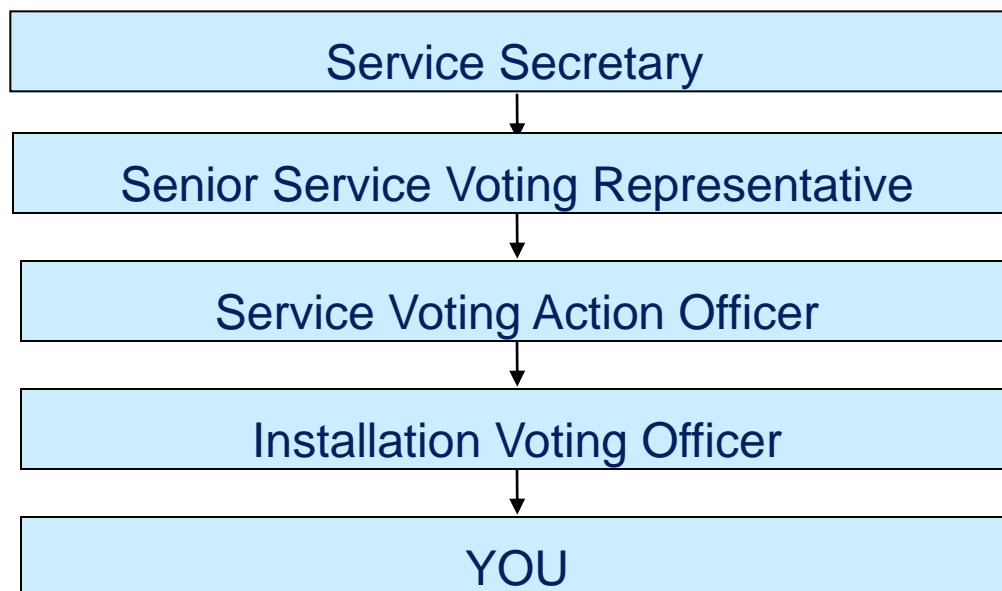 Service Secretary
Senior Service Voting Representative
Service Voting Action Officer
Installation Voting Officer
YOU